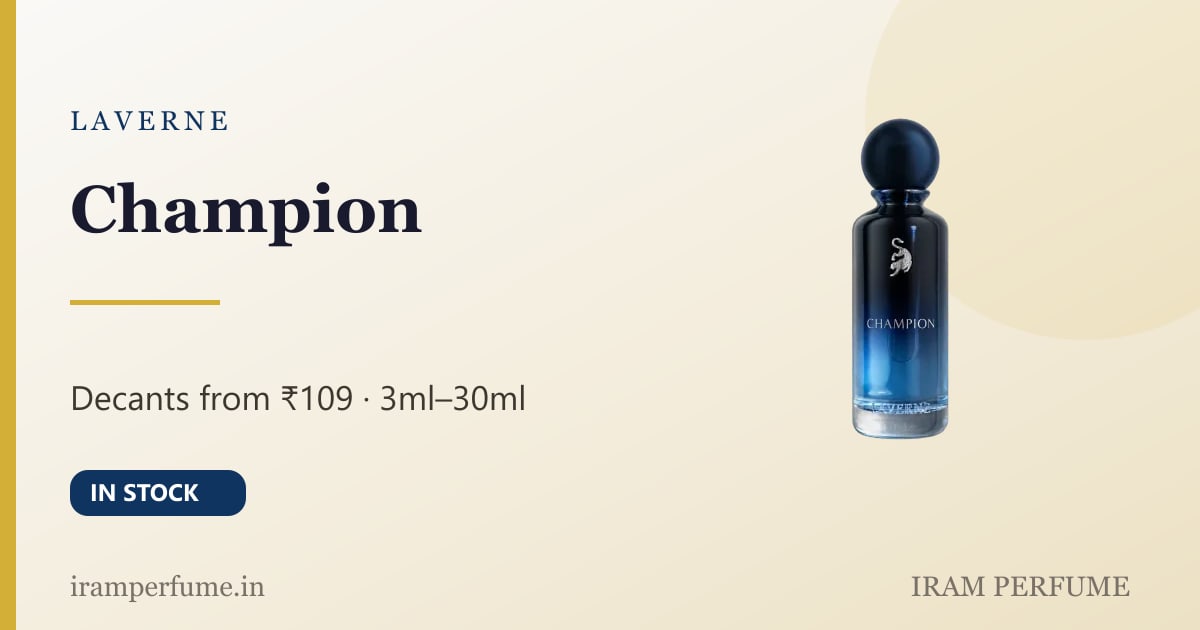 LAVERNE
Champion
CHAMPION
Decants from ₹109 · 3ml–30ml
LAVERNE
IN STOCK
iramperfume.in
IRAM PERFUME